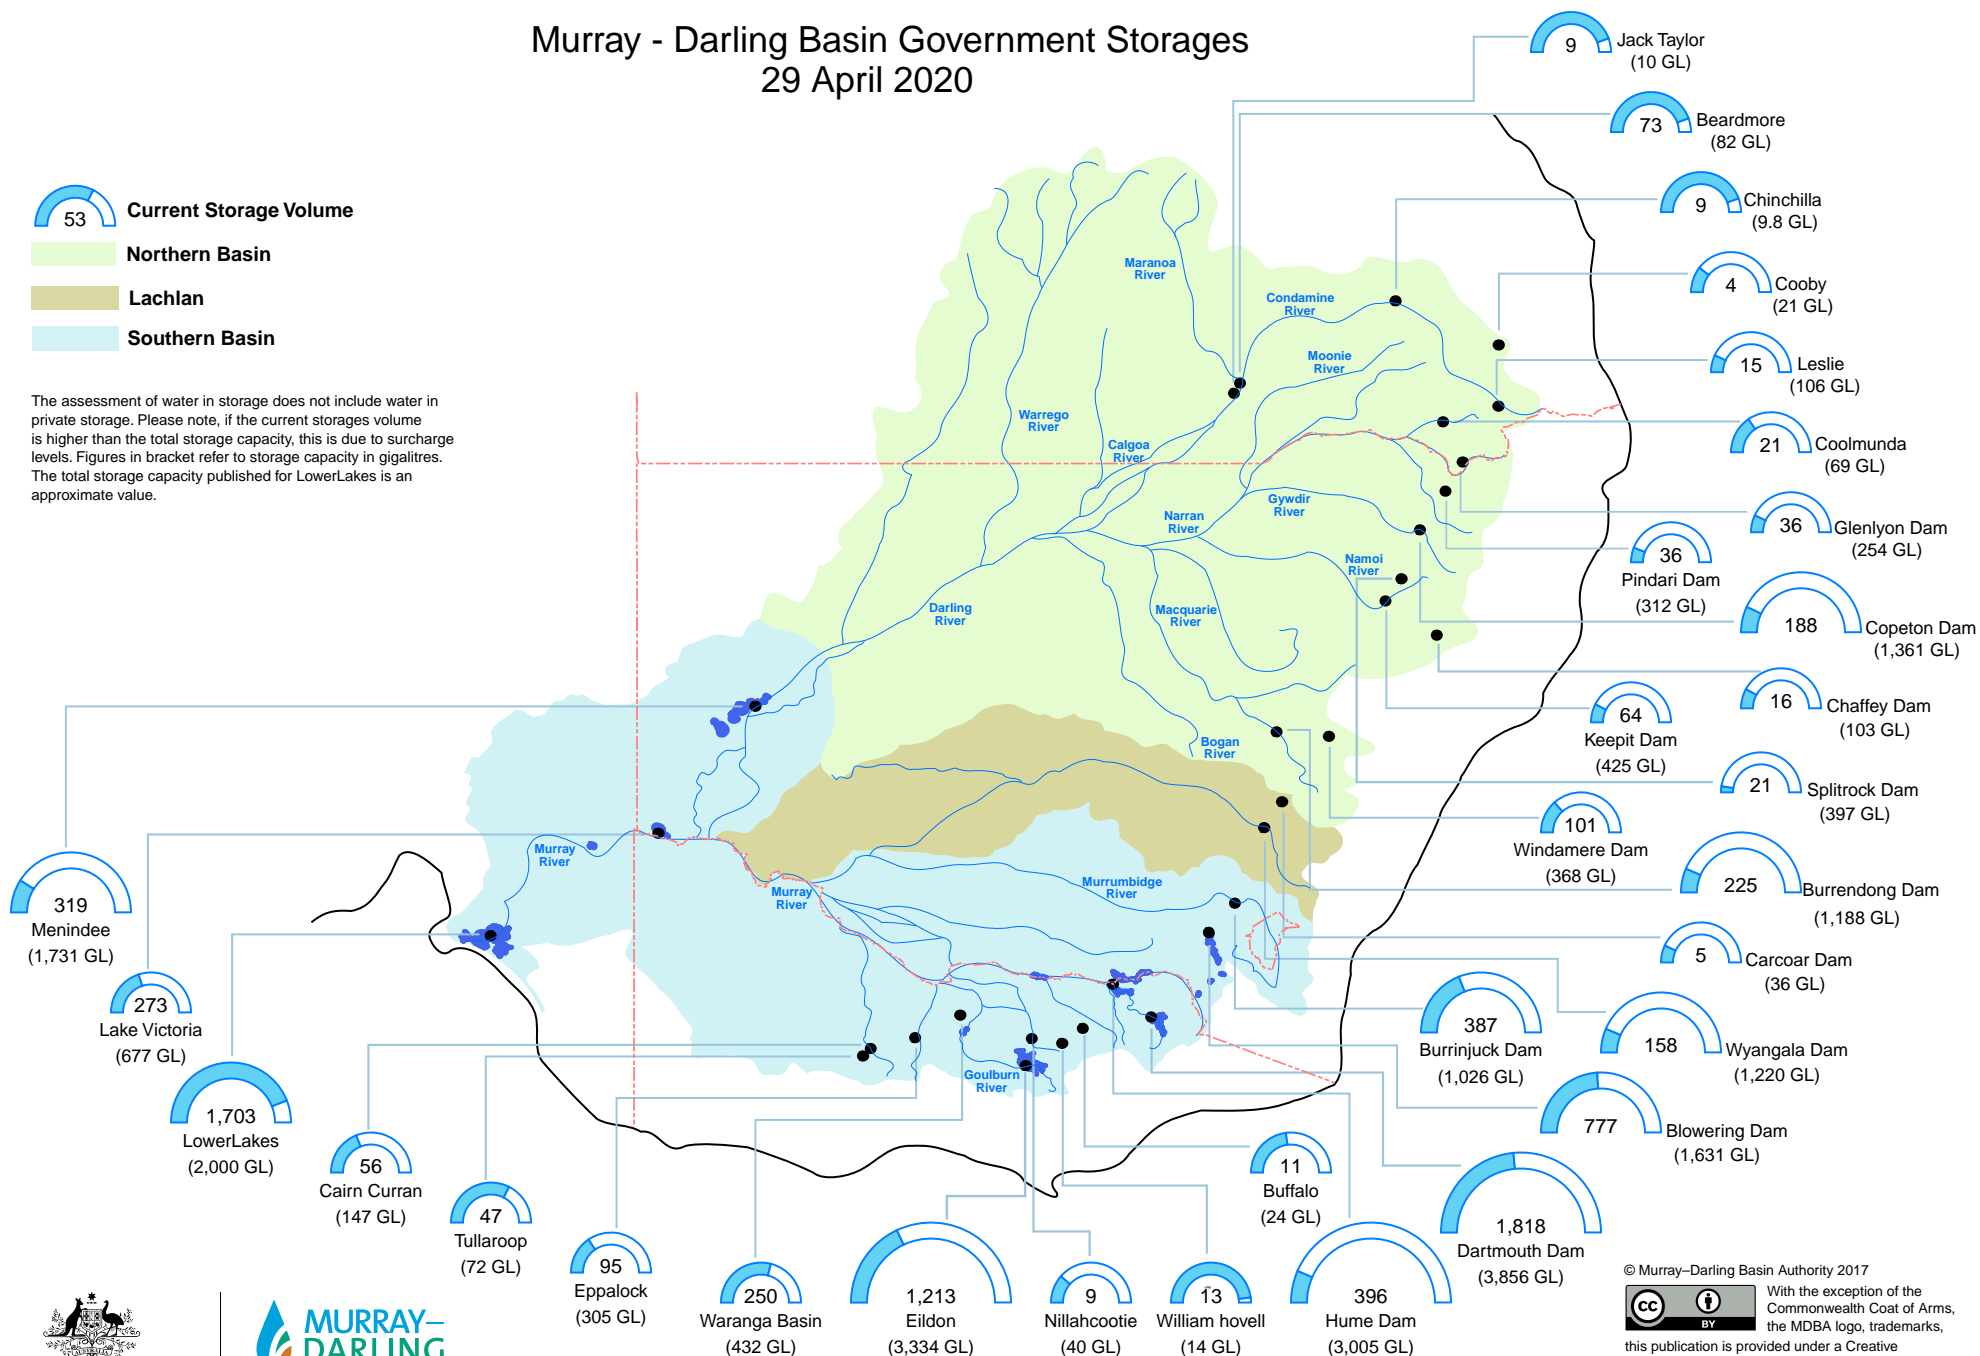 Murray - Darling Basin Government Storages
29 April 2020
53
Current Storage Volume
Northern Basin
Lachlan
Southern Basin
The assessment of water in storage does not include water in
private storage. Please note, if the current storages volume
is higher than the total storage capacity, this is due to surcharge
levels. Figures in bracket refer to storage capacity in gigalitres.
The total storage capacity published for LowerLakes is an
approximate value.
9
Jack Taylor
(10 GL)
73
Beardmore
(82 GL)
9
Chinchilla
(9.8 GL)
4
Cooby
(21 GL)
15
Leslie
(106 GL)
21
Coolmunda
(69 GL)
36
Glenlyon Dam
(254 GL)
36
Pindari Dam
(312 GL)
188
Copeton Dam
(1,361 GL)
16
Chaffey Dam
(103 GL)
64
Keepit Dam
(425 GL)
21
Splitrock Dam
(397 GL)
101
Windamere Dam
(368 GL)
225
Burrendong Dam
(1,188 GL)
5
Carcoar Dam
(36 GL)
387
Burrinjuck Dam
(1,026 GL)
158
Wyangala Dam
(1,220 GL)
777
Blowering Dam
(1,631 GL)
1,818
Dartmouth Dam
(3,856 GL)
11
Buffalo
(24 GL)
396
Hume Dam
(3,005 GL)
13
William hovell
(14 GL)
9
Nillahcootie
(40 GL)
1,213
Eildon
(3,334 GL)
250
Waranga Basin
(432 GL)
95
Eppalock
(305 GL)
47
Tullaroop
(72 GL)
56
Cairn Curran
(147 GL)
1,703
LowerLakes
(2,000 GL)
273
Lake Victoria
(677 GL)
319
Menindee
(1,731 GL)
Maranoa
River
Condamine
River
Moonie
River
Warrego
River
Calgoa
River
Gywdir
River
Narran
River
Namoi
River
Darling
River
Macquarie
River
Bogan
River
Murray
River
Murray
River
Murrumbidge
River
Goulburn
River
AUSTRALIA
MURRAY–
DARLING
© Murray–Darling Basin Authority 2017
cc
BY
With the exception of the
Commonwealth Coat of Arms,
the MDBA logo, trademarks,
this publication is provided under a Creative